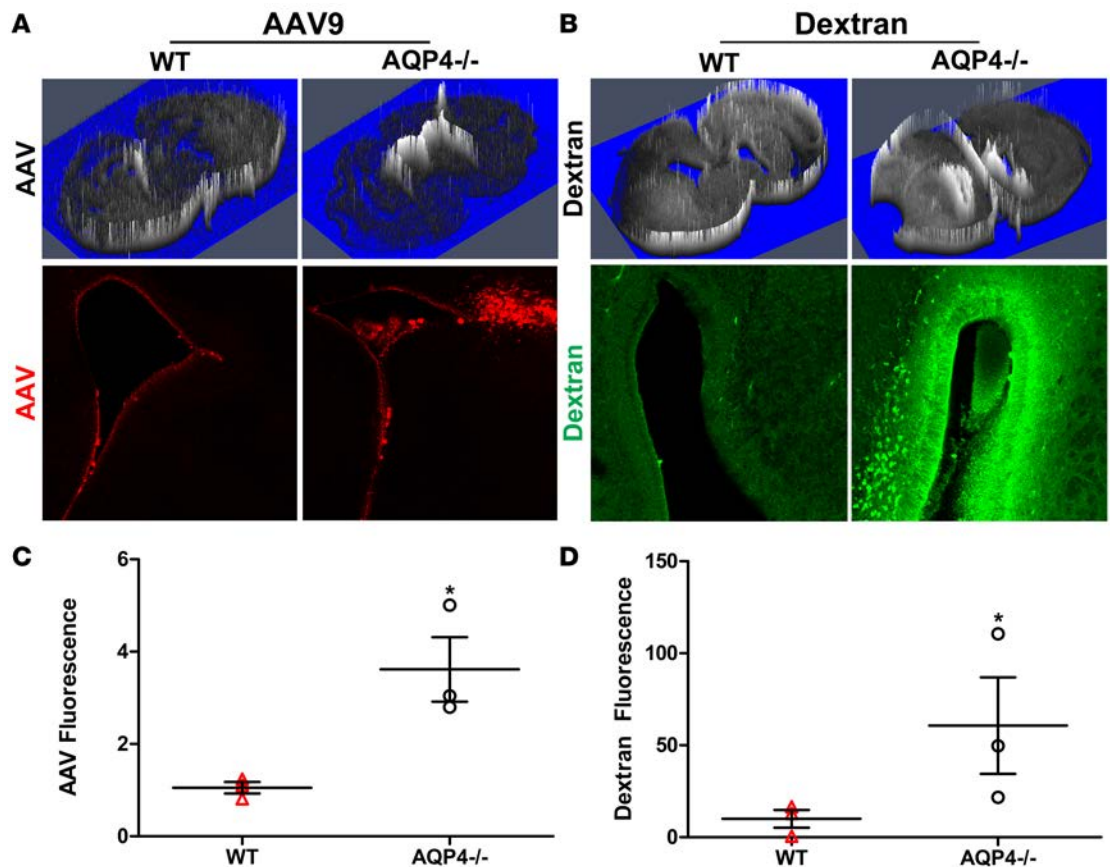 A
AAV9
WT
AQP4-/-
AAV
AAV
B
Dextran
WT
AQP4-/-
Dextran
Dextran
C
AAV Fluorescence
6
4
2
0
*
WT
AQP4-/-
D
Dextran Fluorescence
150
100
50
0
*
WT
AQP4-/-